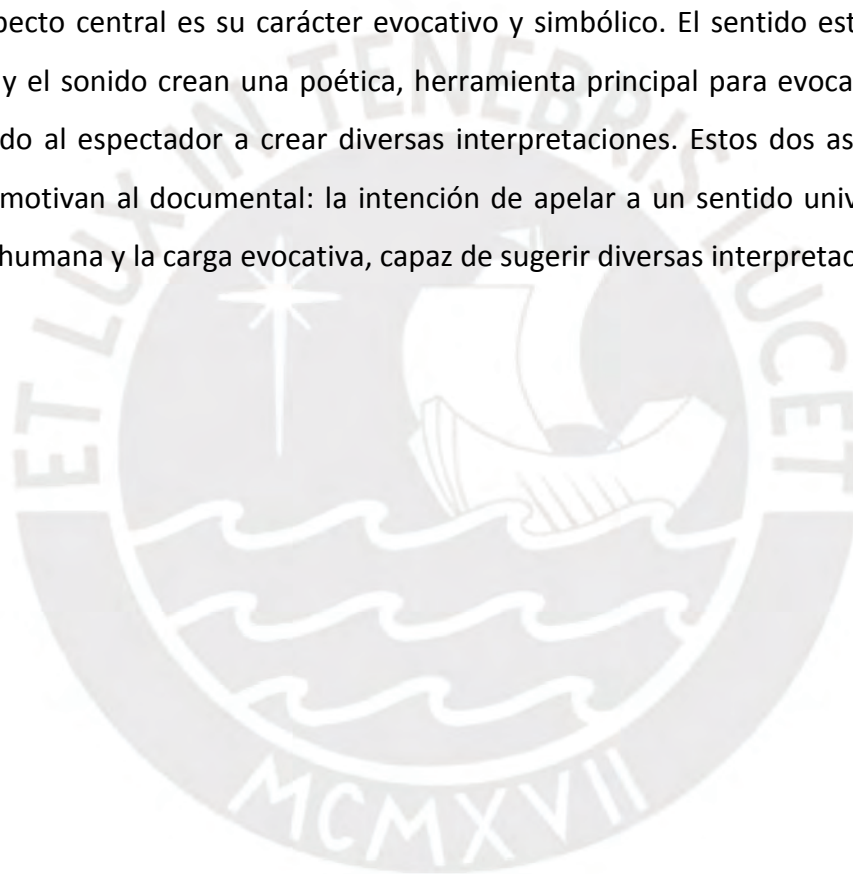 pecto central es su carácter evocativo y simbólico. El sentido est
y el sonido crean una poética, herramienta principal para evoca
do al espectador a crear diversas interpretaciones. Estos dos as
motivan al documental: la intención de apelar a un sentido univ
humana y la carga evocativa, capaz de sugerir diversas interpretac
ET LUX IN TENEBRIS LUCET
MCMXVII